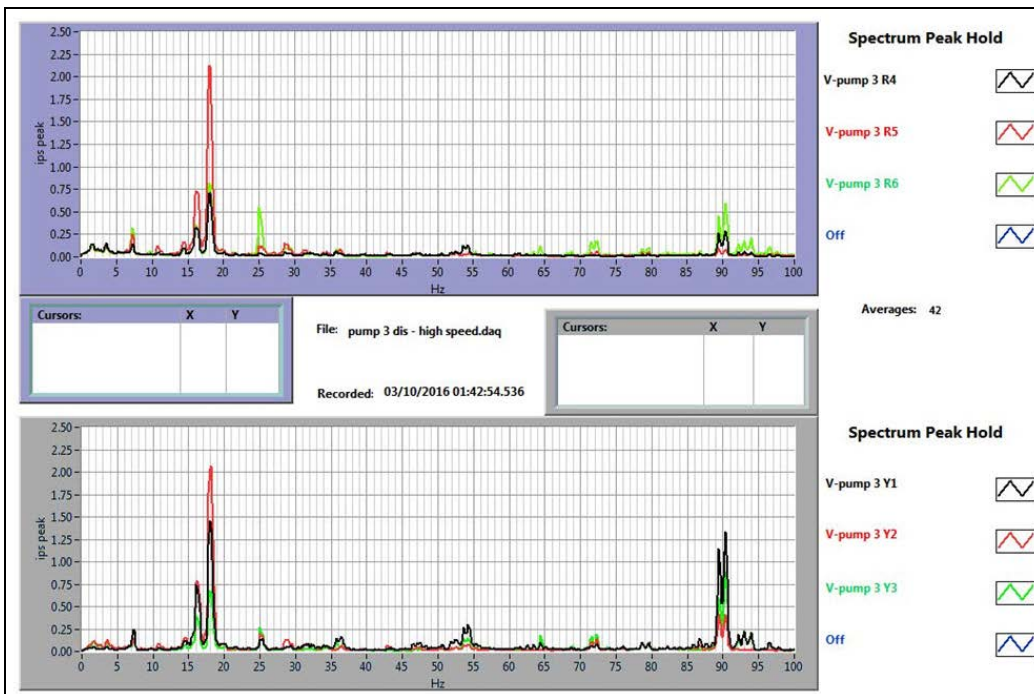 2.50
2.25
2.00
1.75
1.50
1.25
1.00
0.75
0.50
0.25
0.00
ips peak
0 5 10 15 20 25 30 35 40 45 50 55 60 65 70 75 80 85 90 95 100
Hz
Spectrum Peak Hold
V-pump 3 R4
V-pump 3 R5
V-pump 3 R6
Off
Cursors: X Y
File: pump 3 dis - high speed.daq
Recorded: 03/10/2016 01:42:54.536
Cursors: X Y
Averages: 42
2.50
2.25
2.00
1.75
1.50
1.25
1.00
0.75
0.50
0.25
0.00
ips peak
0 5 10 15 20 25 30 35 40 45 50 55 60 65 70 75 80 85 90 95 100
Hz
Spectrum Peak Hold
V-pump 3 Y1
V-pump 3 Y2
V-pump 3 Y3
Off